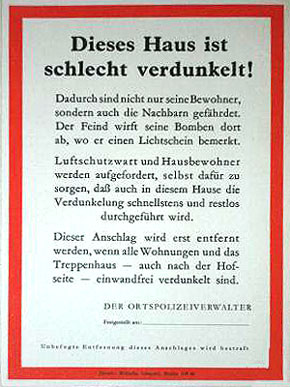 Dieses Haus ist
schlecht verdunkelt!
Dadurch sind nicht nur seine Bewohner,
sondern auch die Nachbarn gefährdet.
Der Feind wirft seine Bomben dort
ab, wo er einen Lichtschein bemerkt.
Luftschutzwart und Hausbewohner
werden aufgefordert, selbst dafür zu
sorgen, daß auch in diesem Hause die
Verdunkelung schnellstens und restlos
durchgeführt wird.
Dieser Anschlag wird erst entfernt
werden, wenn alle Wohnungen und das
Treppenhaus — auch nach der Hof-
seite — einwandfrei verdunkelt sind.
DER ORTSPOLIZEIVERWALTER
Festgestellt am:
Unbefugte Entfernung dieses Anschlages wird bestraft